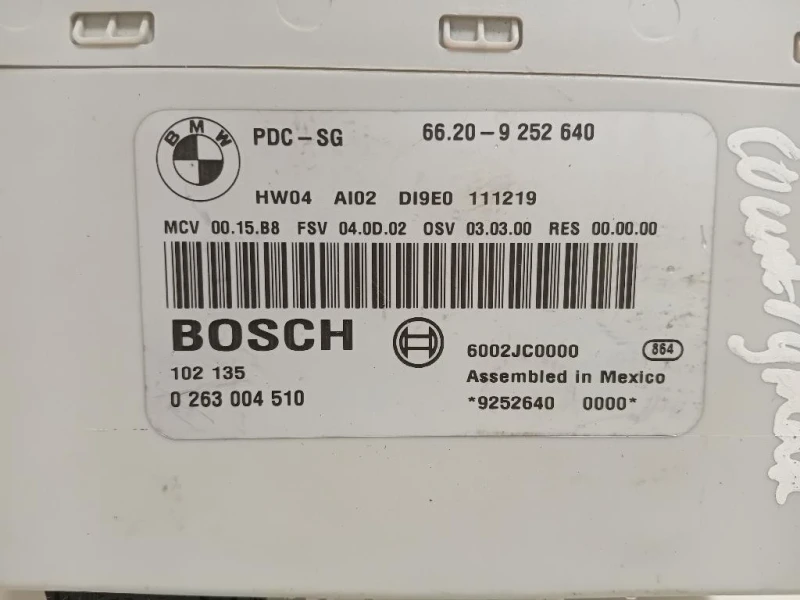 BMW
PDC-SG 66.20-9 252 640
HW04 AI02 DI9E0 111219
MCV 00.15.B8 FSV 04.0D.02 OSV 03.03.00 RES 00.00.00
BOSCH
6002JC0000 864
102 135 Assembled in Mexico
0 263 004 510 *9252640 0000*